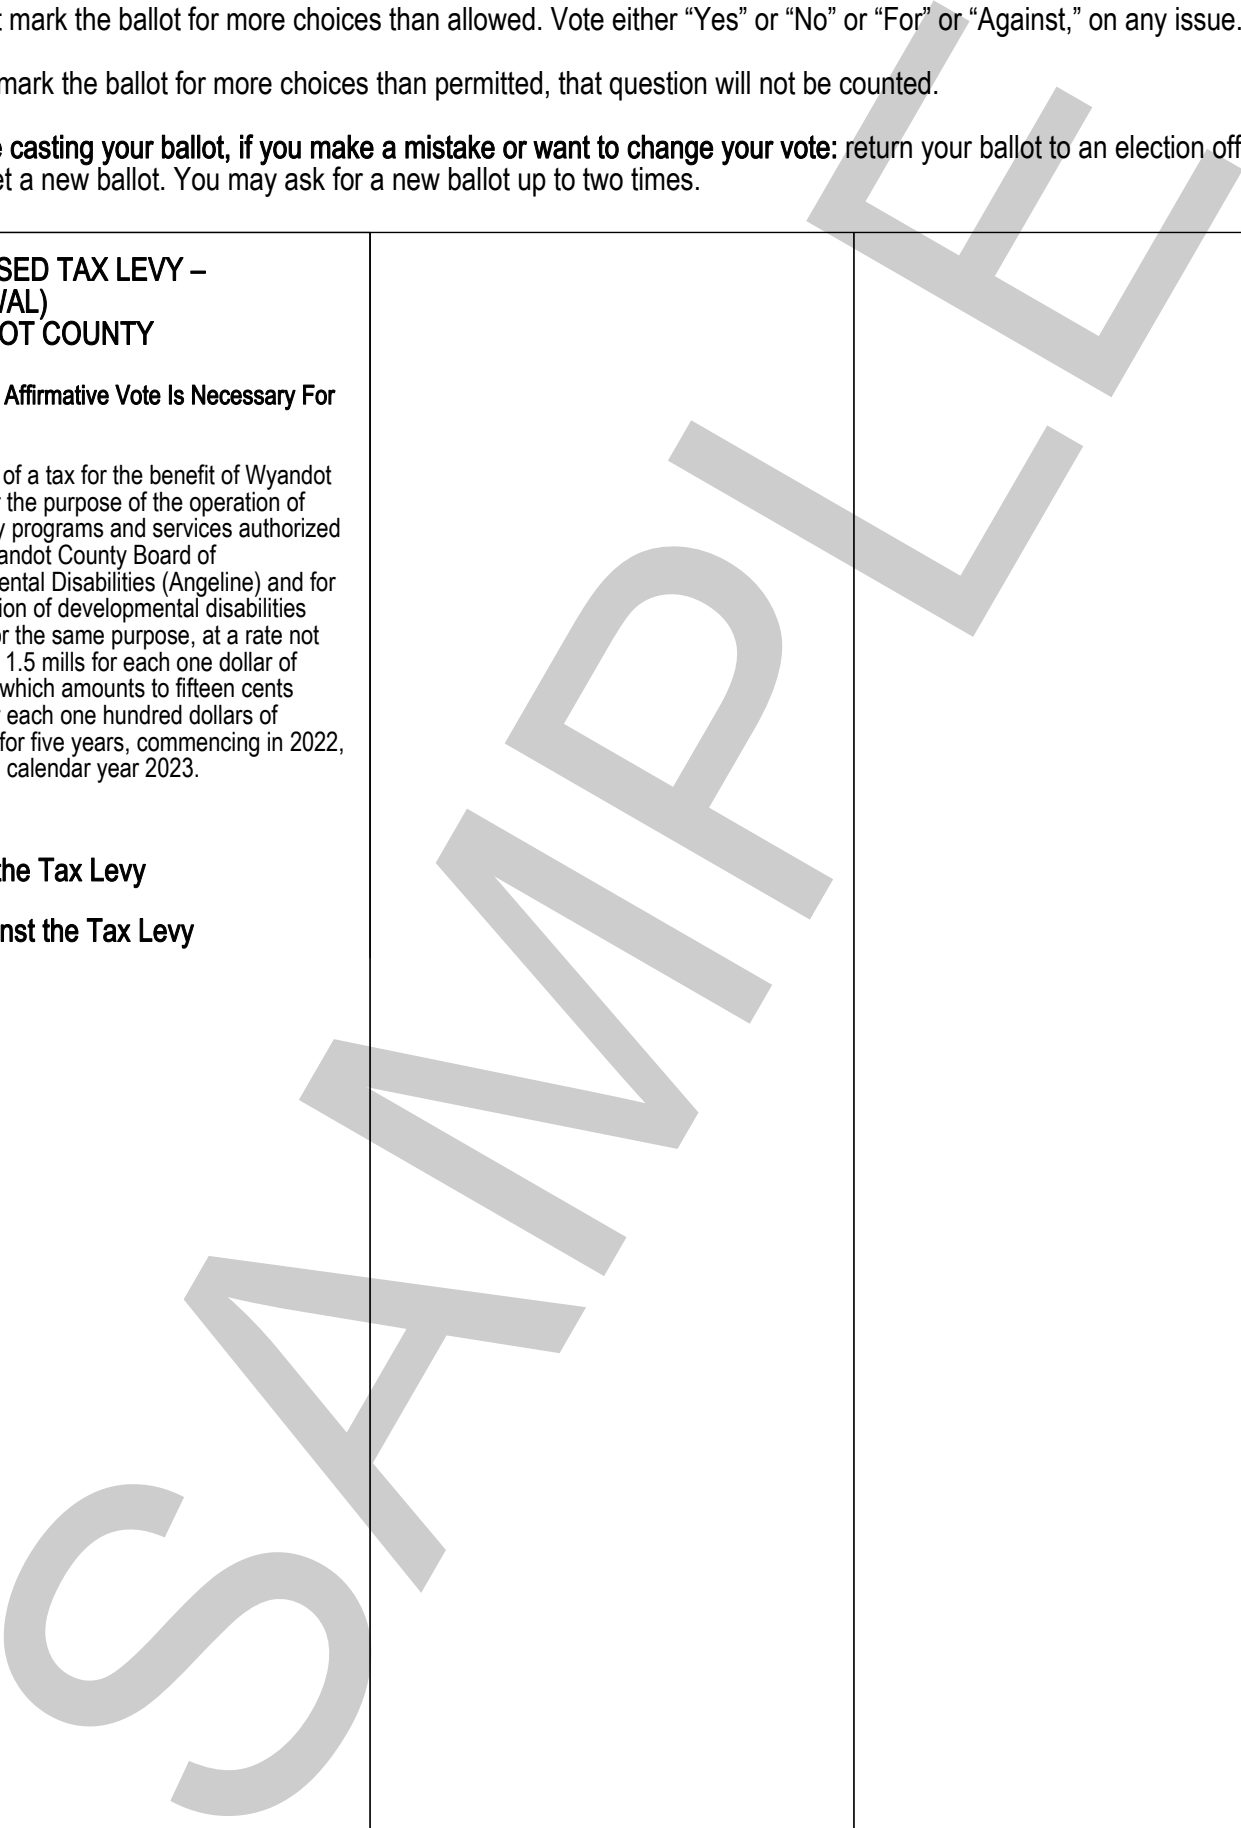 mark the ballot for more choices than allowed. Vote either “Yes” or “No” or “For” or “Against,” on any issue.
mark the ballot for more choices than permitted, that question will not be counted.
casting your ballot, if you make a mistake or want to change your vote: return your ballot to an election off
a new ballot. You may ask for a new ballot up to two times.
SED TAX LEVY –
WAL)
OT COUNTY
Affirmative Vote Is Necessary For
of a tax for the benefit of Wyandot
the purpose of the operation of
programs and services authorized
andot County Board of
ental Disabilities (Angeline) and for
ion of developmental disabilities
or the same purpose, at a rate not
1.5 mills for each one dollar of
which amounts to fifteen cents
each one hundred dollars of
for five years, commencing in 2022,
calendar year 2023.
the Tax Levy
nst the Tax Levy
SAMPLE